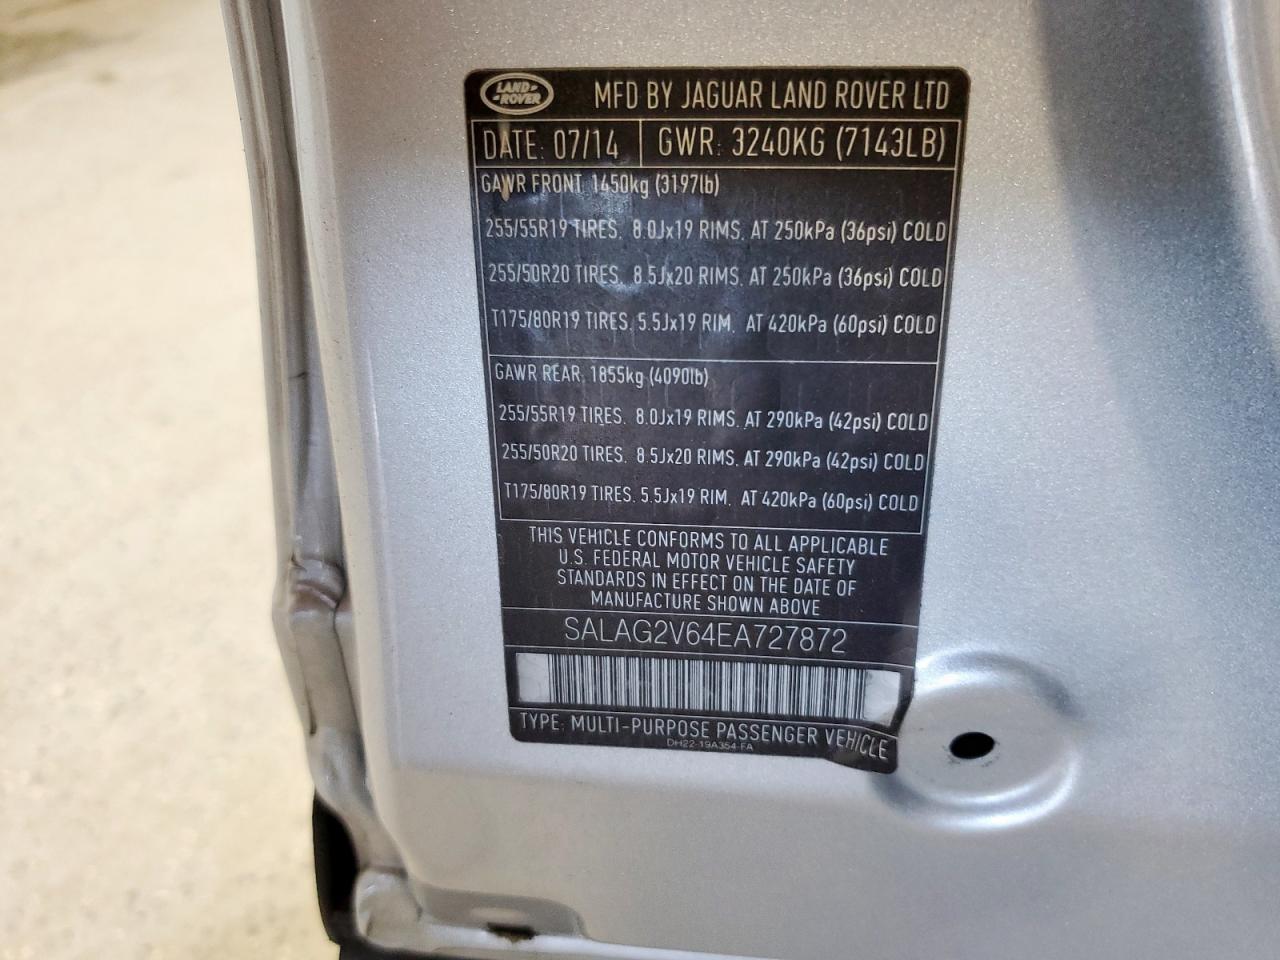 LAND-
-ROVER
MFD BY JAGUAR LAND ROVER LTD
DATE: 07/14 GWR: 3240KG (7143LB)
GAWR FRONT 1450kg (3197lb)
255/55R19 TIRES. 8.0Jx19 RIMS. AT 250kPa (36psi) COLD
255/50R20 TIRES. 8.5Jx20 RIMS. AT 250kPa (36psi) COLD
T175/80R19 TIRES. 5.5Jx19 RIM. AT 420kPa (60psi) COLD
GAWR REAR: 1855kg (4090lb)
255/55R19 TIRES. 8.0Jx19 RIMS. AT 290kPa (42psi) COLD
255/50R20 TIRES. 8.5Jx20 RIMS. AT 290kPa (42psi) COLD
T175/80R19 TIRES. 5.5Jx19 RIM. AT 420kPa (60psi) COLD
THIS VEHICLE CONFORMS TO ALL APPLICABLE
U.S. FEDERAL MOTOR VEHICLE SAFETY
STANDARDS IN EFFECT ON THE DATE OF
MANUFACTURE SHOWN ABOVE
SALAG2V64EA727872
TYPE: MULTI-PURPOSE PASSENGER VEHICLE
DH22-19A354-FA